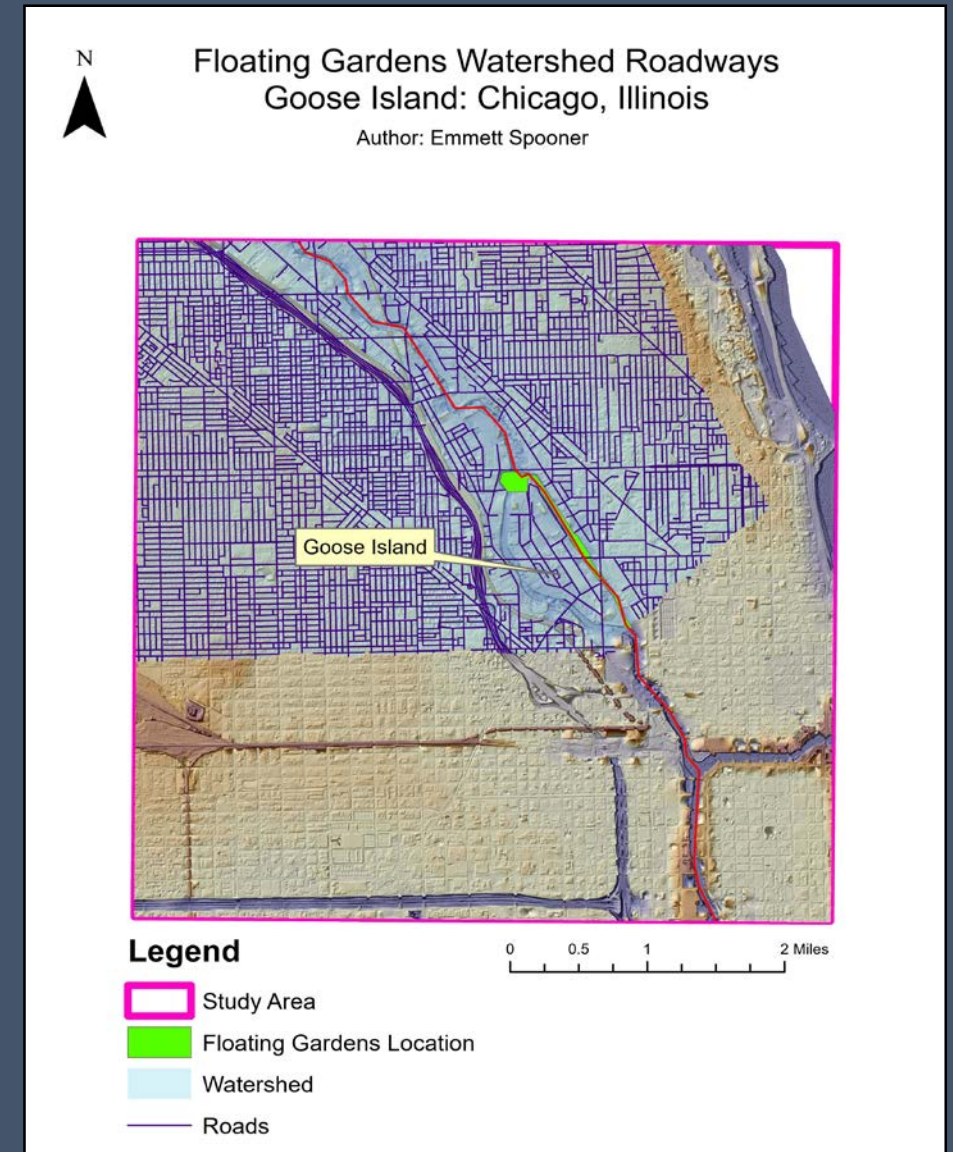 N
Floating Gardens Watershed Roadways
Goose Island: Chicago, Illinois
Author: Emmett Spooner
Goose Island
Legend
0 0.5 1 2 Miles
Study Area
Floating Gardens Location
Watershed
Roads